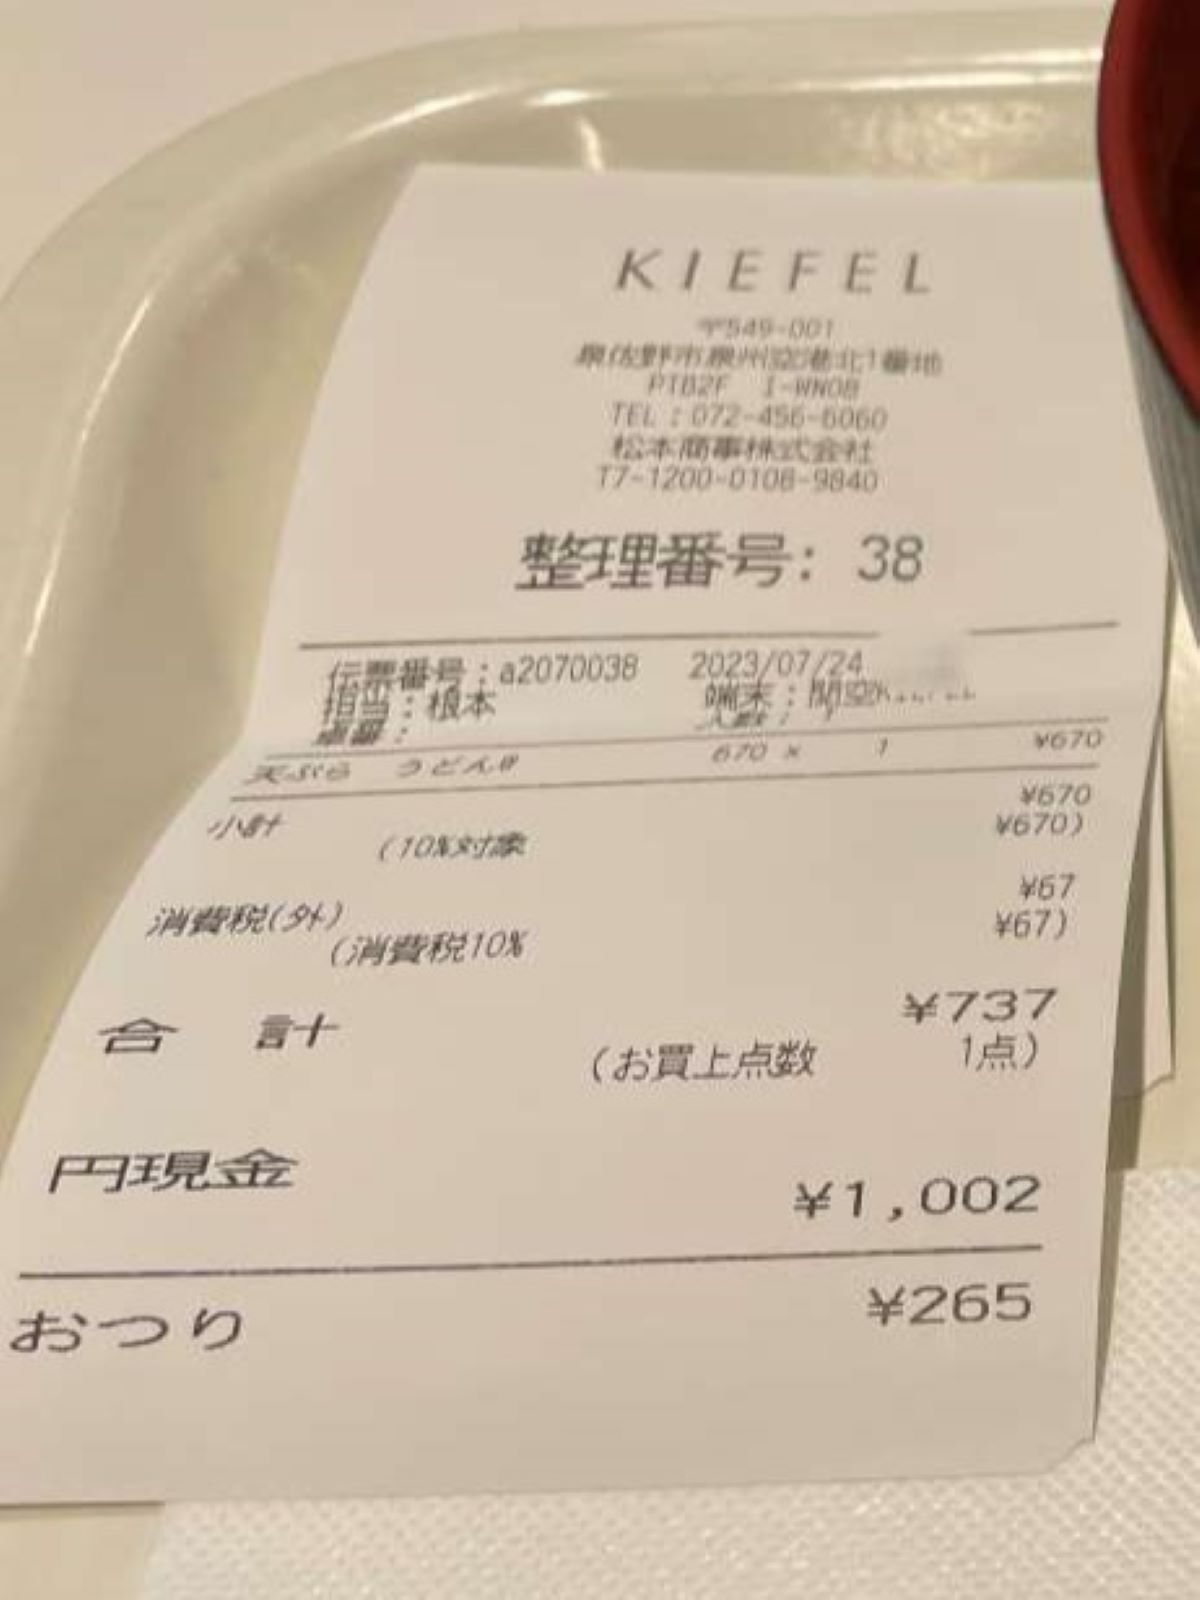 KIEFEL
〒549-001
泉佐野市泉州空港北1番地
PTB2F I-WN08
TEL：072-456-6060
松本商事株式会社
T7-1200-0108-9840
整理番号: 38
伝票番号：a2070038 2023/07/24
担当：根本 端末：関空
卓番： 人数： 1
天ぷら うどん# 670 × 1 ¥670
小計 ¥670
(10%対象 ¥670)
消費税(外) ¥67
(消費税10% ¥67)
合 計 ¥737
(お買上点数 1点)
円現金 ¥1,002
おつり ¥265